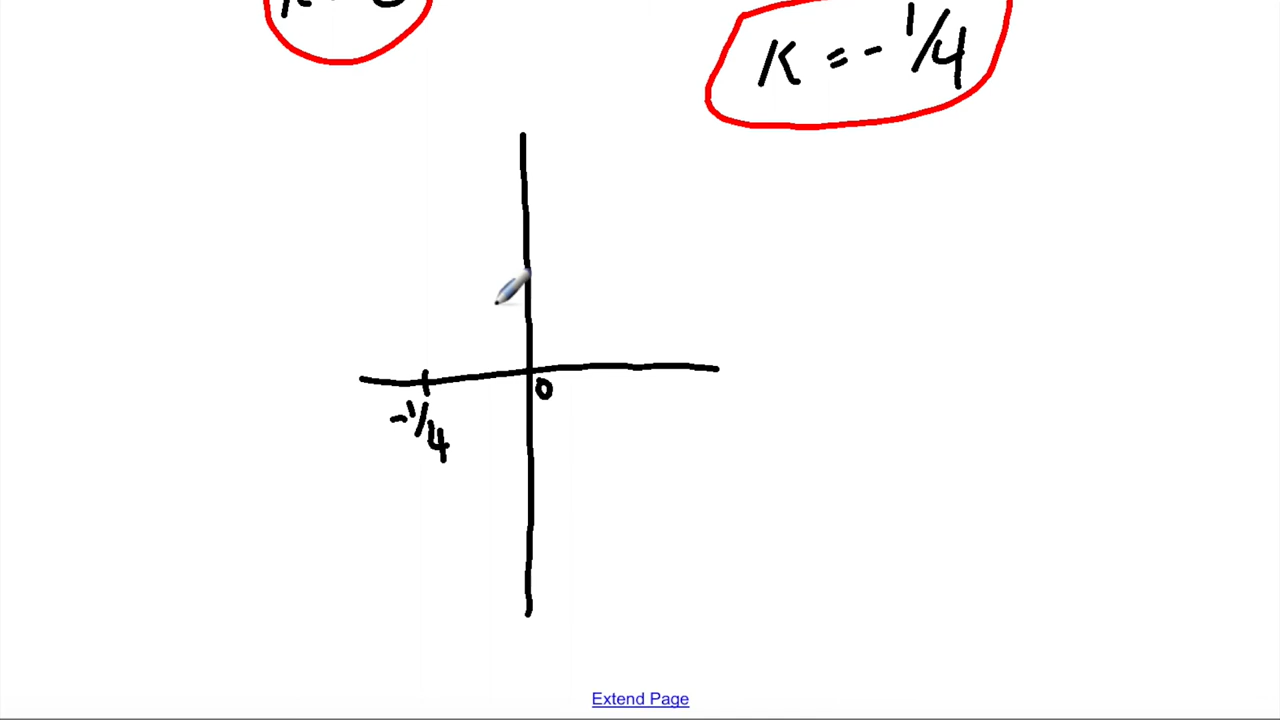 K = - 1/4
0
-1/4
Extend Page